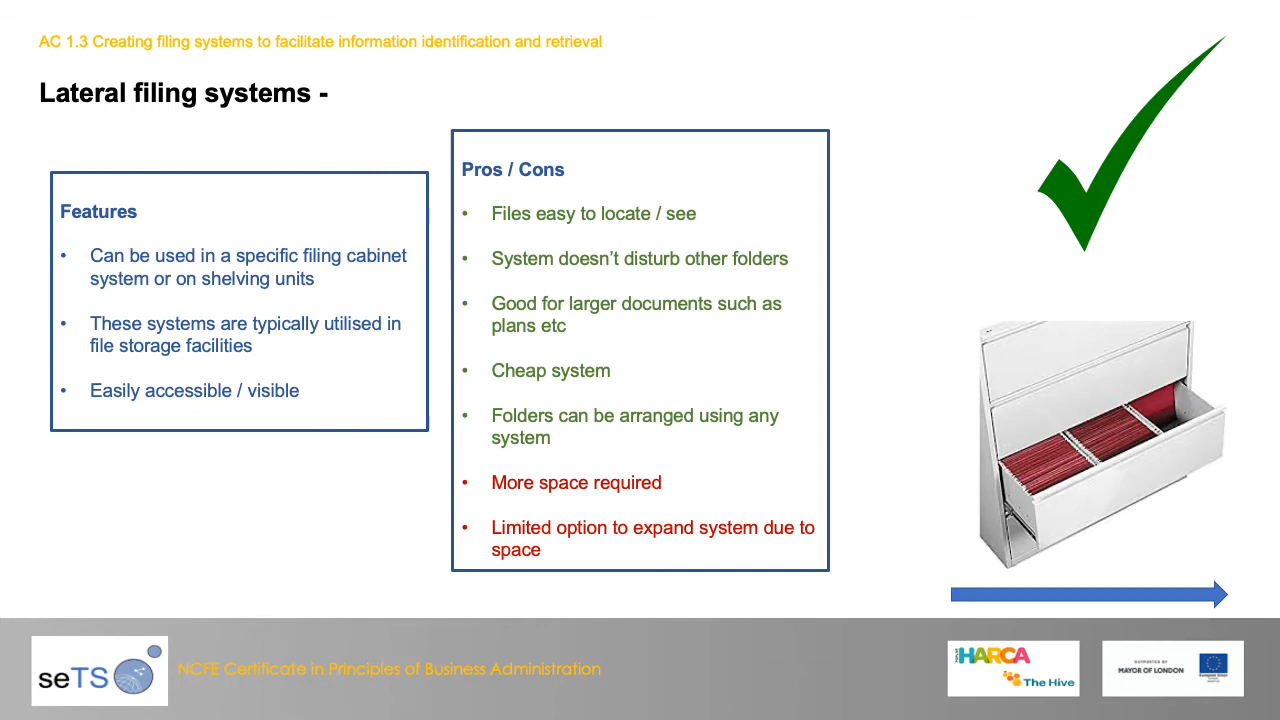 AC 1.3 Creating filing systems to facilitate information identification and retrieval
Lateral filing systems -
Features
• Can be used in a specific filing cabinet
system or on shelving units
• These systems are typically utilised in
file storage facilities
• Easily accessible / visible
Pros / Cons
• Files easy to locate / see
• System doesn’t disturb other folders
• Good for larger documents such as
plans etc
• Cheap system
• Folders can be arranged using any
system
• More space required
• Limited option to expand system due to
space
seTS
NCFE Certificate in Principles of Business Administration
HARCA
The Hive
SUPPORTED BY
MAYOR OF LONDON
European Union